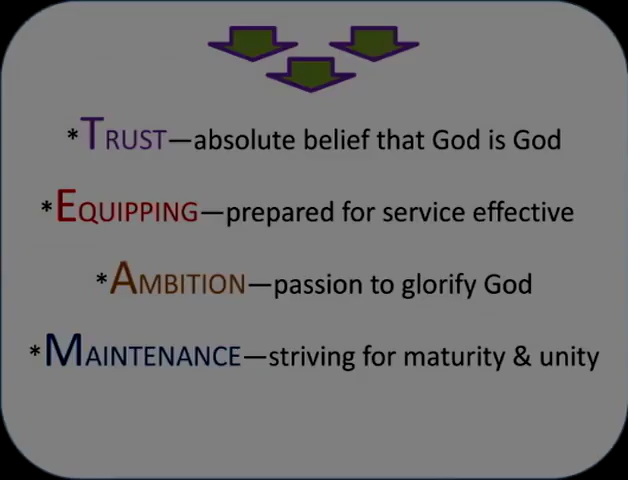 *TRUST—absolute belief that God is God
*EQUIPPING—prepared for service effective
*AMBITION—passion to glorify God
*MAINTENANCE—striving for maturity & unity